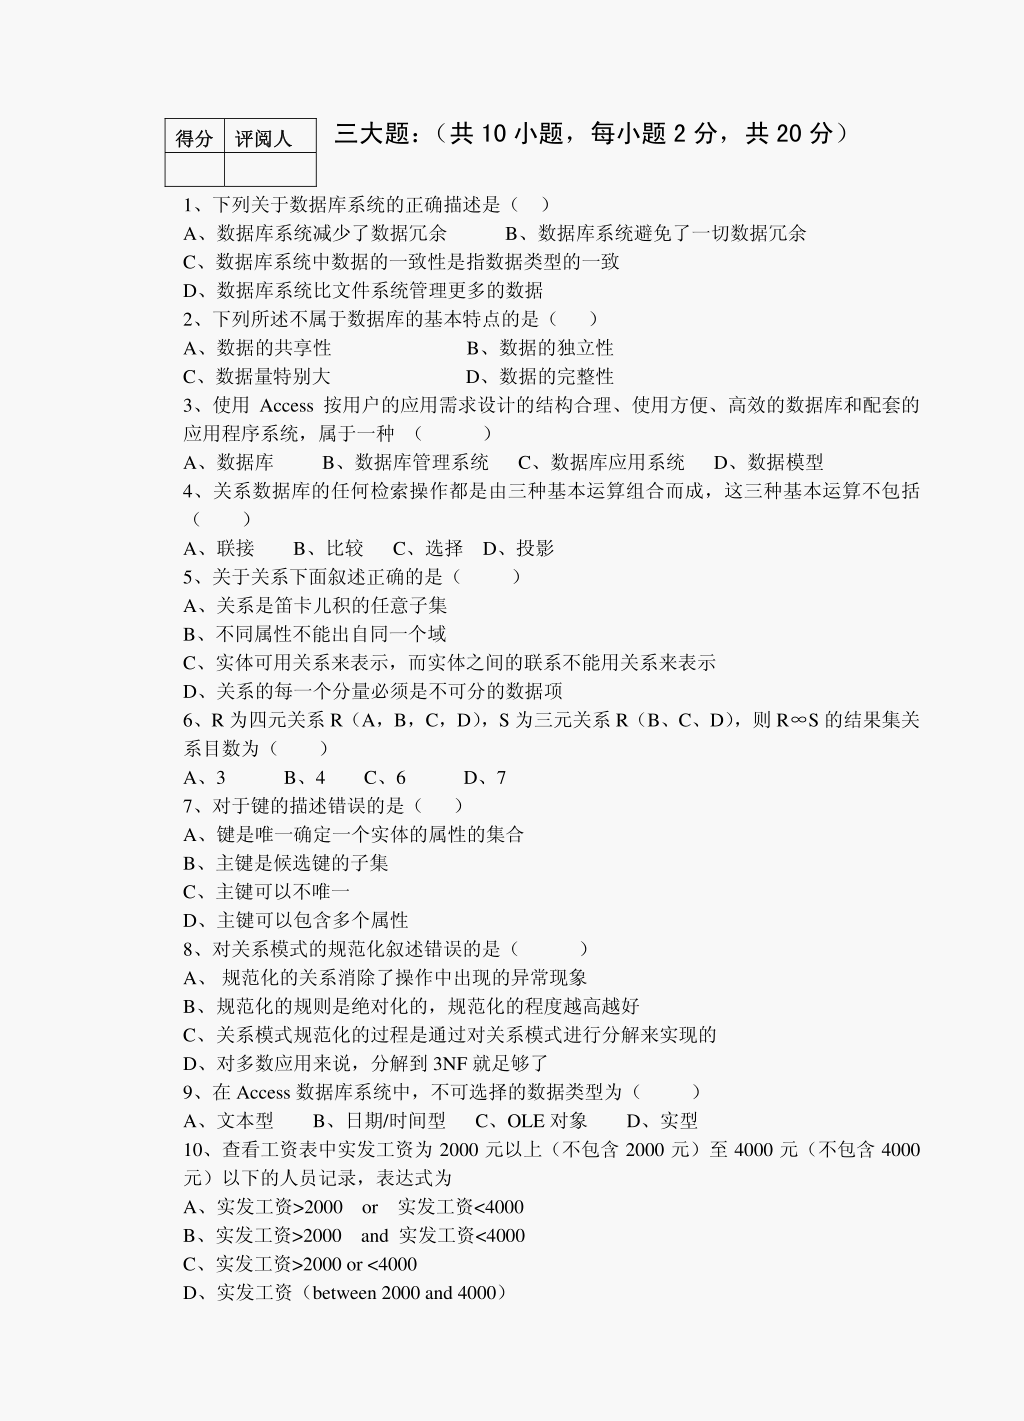 得分 评阅人
三大题：（共 10 小题，每小题 2 分，共 20 分）
1、下列关于数据库系统的正确描述是（ ）
A、数据库系统减少了数据冗余 B、数据库系统避免了一切数据冗余
C、数据库系统中数据的一致性是指数据类型的一致
D、数据库系统比文件系统管理更多的数据
2、下列所述不属于数据库的基本特点的是（ ）
A、数据的共享性 B、数据的独立性
C、数据量特别大 D、数据的完整性
3、使用 Access 按用户的应用需求设计的结构合理、使用方便、高效的数据库和配套的
应用程序系统，属于一种 （ ）
A、数据库 B、数据库管理系统 C、数据库应用系统 D、数据模型
4、关系数据库的任何检索操作都是由三种基本运算组合而成，这三种基本运算不包括
（ ）
A、联接 B、比较 C、选择 D、投影
5、关于关系下面叙述正确的是（ ）
A、关系是笛卡儿积的任意子集
B、不同属性不能出自同一个域
C、实体可用关系来表示，而实体之间的联系不能用关系来表示
D、关系的每一个分量必须是不可分的数据项
6、R 为四元关系 R（A，B，C，D），S 为三元关系 R（B、C、D），则 R∞S 的结果集关
系目数为（ ）
A、3 B、4 C、6 D、7
7、对于键的描述错误的是（ ）
A、键是唯一确定一个实体的属性的集合
B、主键是候选键的子集
C、主键可以不唯一
D、主键可以包含多个属性
8、对关系模式的规范化叙述错误的是（ ）
A、 规范化的关系消除了操作中出现的异常现象
B、规范化的规则是绝对化的，规范化的程度越高越好
C、关系模式规范化的过程是通过对关系模式进行分解来实现的
D、对多数应用来说，分解到 3NF 就足够了
9、在 Access 数据库系统中，不可选择的数据类型为（ ）
A、文本型 B、日期/时间型 C、OLE 对象 D、实型
10、查看工资表中实发工资为 2000 元以上（不包含 2000 元）至 4000 元（不包含 4000
元）以下的人员记录，表达式为
A、实发工资>2000 or 实发工资<4000
B、实发工资>2000 and 实发工资<4000
C、实发工资>2000 or <4000
D、实发工资（between 2000 and 4000）